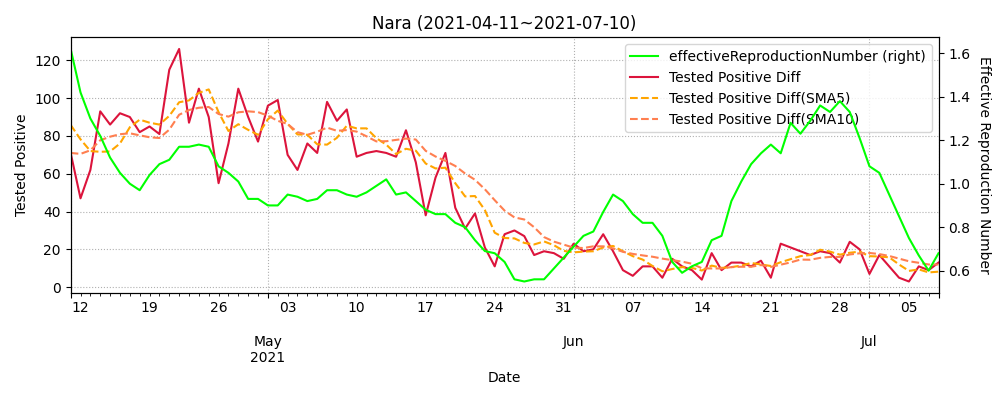 Nara (2021-04-11~2021-07-10)
effectiveReproductionNumber (right)
Tested Positive Diff
Tested Positive Diff(SMA5)
Tested Positive Diff(SMA10)
Tested Positive
120
100
80
60
40
20
0
1.6
1.4
1.2
1.0
0.8
0.6
Effective Reproduction Number
12 19 26 03 10 17 24 31 07 14 21 28 05
May Jun Jul
2021
Date